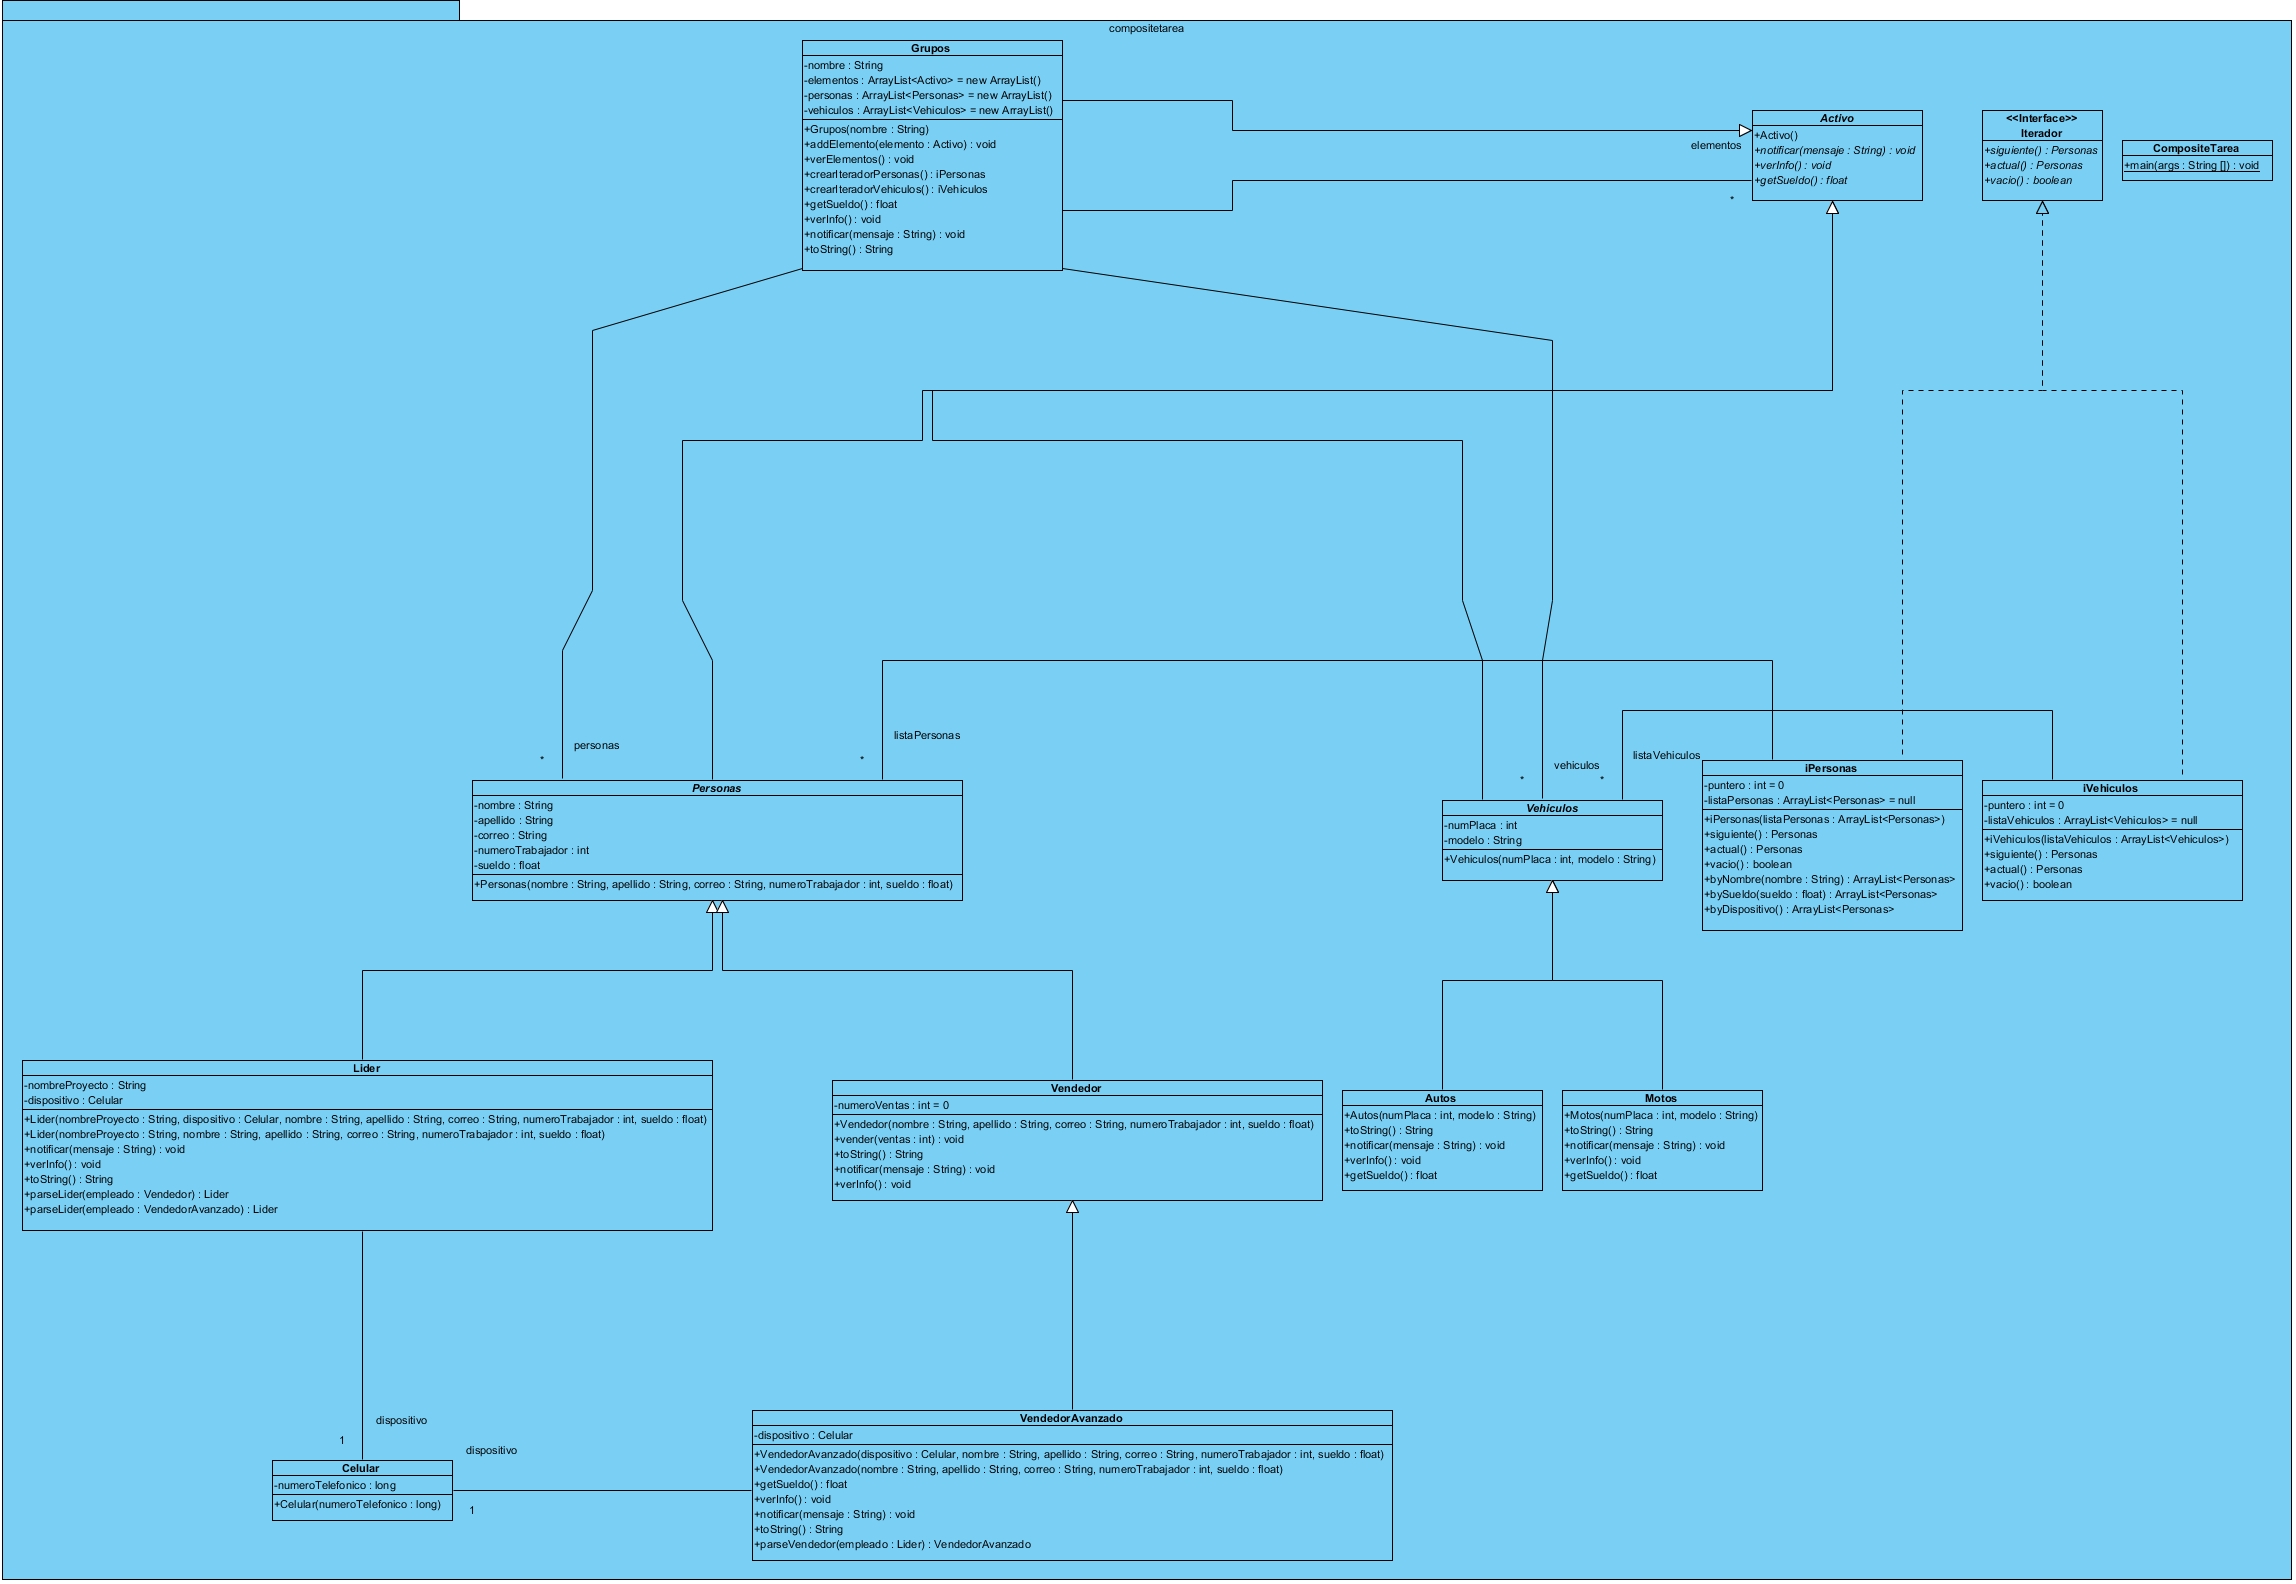 compositetarea
Grupos
-nombre : String
-elementos : ArrayList<Activo> = new ArrayList()
-personas : ArrayList<Personas> = new ArrayList()
-vehiculos : ArrayList<Vehiculos> = new ArrayList()
+Grupos(nombre : String)
+addElemento(elemento : Activo) : void
+verElementos() : void
+crearIteradorPersonas() : iPersonas
+crearIteradorVehiculos() : iVehiculos
+getSueldo() : float
+verInfo() : void
+notificar(mensaje : String) : void
+toString() : String
elementos
*
Activo
+Activo()
+notificar(mensaje : String) : void
+verInfo() : void
+getSueldo() : float
<<Interface>>
Iterador
+siguiente() : Personas
+actual() : Personas
+vacio() : boolean
CompositeTarea
+main(args : String []) : void
personas
*
listaPersonas
*
vehiculos
*
listaVehiculos
*
Personas
-nombre : String
-apellido : String
-correo : String
-numeroTrabajador : int
-sueldo : float
+Personas(nombre : String, apellido : String, correo : String, numeroTrabajador : int, sueldo : float)
Vehiculos
-numPlaca : int
-modelo : String
+Vehiculos(numPlaca : int, modelo : String)
iPersonas
-puntero : int = 0
-listaPersonas : ArrayList<Personas> = null
+iPersonas(listaPersonas : ArrayList<Personas>)
+siguiente() : Personas
+actual() : Personas
+vacio() : boolean
+byNombre(nombre : String) : ArrayList<Personas>
+bySueldo(sueldo : float) : ArrayList<Personas>
+byDispositivo() : ArrayList<Personas>
iVehiculos
-puntero : int = 0
-listaVehiculos : ArrayList<Vehiculos> = null
+iVehiculos(listaVehiculos : ArrayList<Vehiculos>)
+siguiente() : Personas
+actual() : Personas
+vacio() : boolean
Lider
-nombreProyecto : String
-dispositivo : Celular
+Lider(nombreProyecto : String, dispositivo : Celular, nombre : String, apellido : String, correo : String, numeroTrabajador : int, sueldo : float)
+Lider(nombreProyecto : String, nombre : String, apellido : String, correo : String, numeroTrabajador : int, sueldo : float)
+notificar(mensaje : String) : void
+verInfo() : void
+toString() : String
+parseLider(empleado : Vendedor) : Lider
+parseLider(empleado : VendedorAvanzado) : Lider
Vendedor
-numeroVentas : int = 0
+Vendedor(nombre : String, apellido : String, correo : String, numeroTrabajador : int, sueldo : float)
+vender(ventas : int) : void
+toString() : String
+notificar(mensaje : String) : void
+verInfo() : void
Autos
+Autos(numPlaca : int, modelo : String)
+toString() : String
+notificar(mensaje : String) : void
+verInfo() : void
+getSueldo() : float
Motos
+Motos(numPlaca : int, modelo : String)
+toString() : String
+notificar(mensaje : String) : void
+verInfo() : void
+getSueldo() : float
dispositivo
1
dispositivo
1
Celular
-numeroTelefonico : long
+Celular(numeroTelefonico : long)
VendedorAvanzado
-dispositivo : Celular
+VendedorAvanzado(dispositivo : Celular, nombre : String, apellido : String, correo : String, numeroTrabajador : int, sueldo : float)
+VendedorAvanzado(nombre : String, apellido : String, correo : String, numeroTrabajador : int, sueldo : float)
+getSueldo() : float
+verInfo() : void
+notificar(mensaje : String) : void
+toString() : String
+parseVendedor(empleado : Lider) : VendedorAvanzado